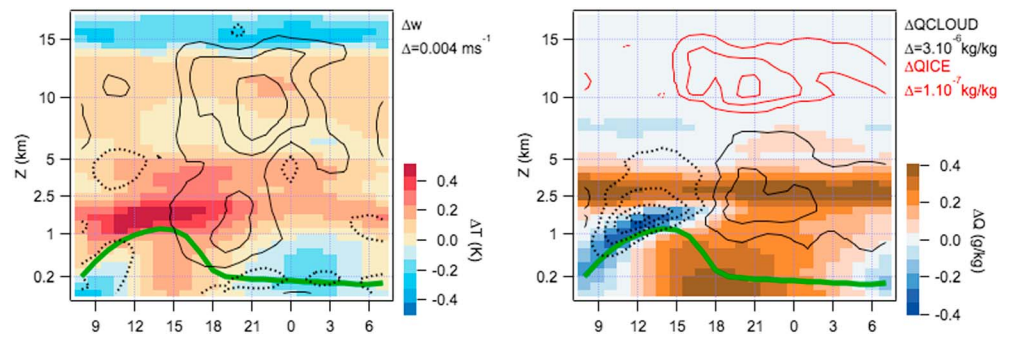 Δw
Δ=0.004 ms⁻¹
Z (km)
15
10
5
2.5
1
0.2
9 12 15 18 21 0 3 6
0.4
0.2
0.0
-0.2
-0.4
ΔT (K)
ΔQCLOUD
Δ=3.10⁻⁶kg/kg
ΔQICE
Δ=1.10⁻⁷kg/kg
Z (km)
15
10
5
2.5
1
0.2
9 12 15 18 21 0 3 6
0.4
0.2
0.0
-0.2
-0.4
ΔQ (g/kg)